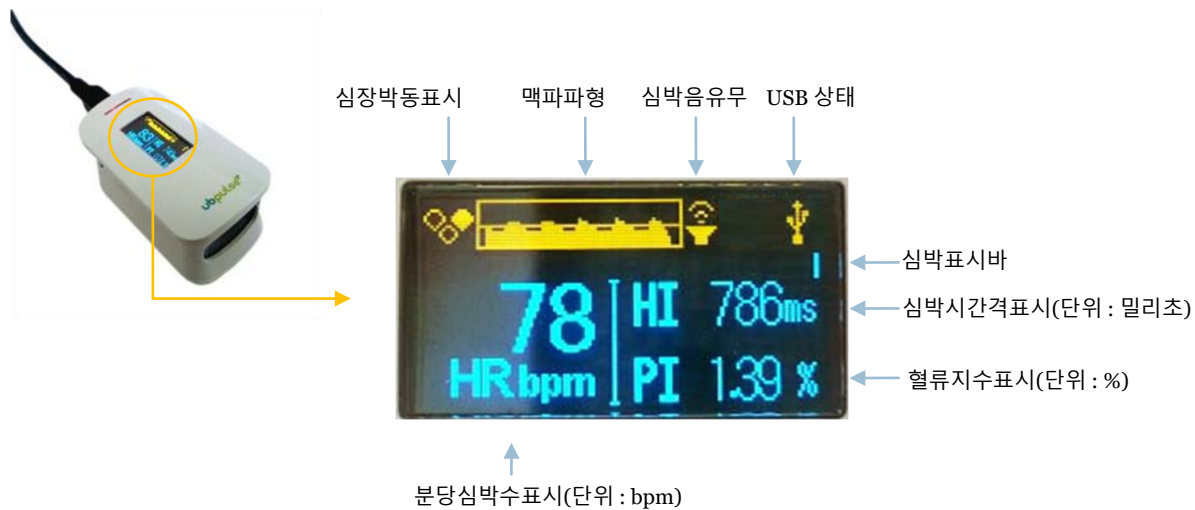 심장박동표시
맥파파형
심박음유무
USB 상태
83
ubpulse
심박표시바
78
HR bpm
HI 786ms
심박시간격표시(단위 : 밀리초)
PI 1.39 %
혈류지수표시(단위 : %)
분당심박수표시(단위 : bpm)